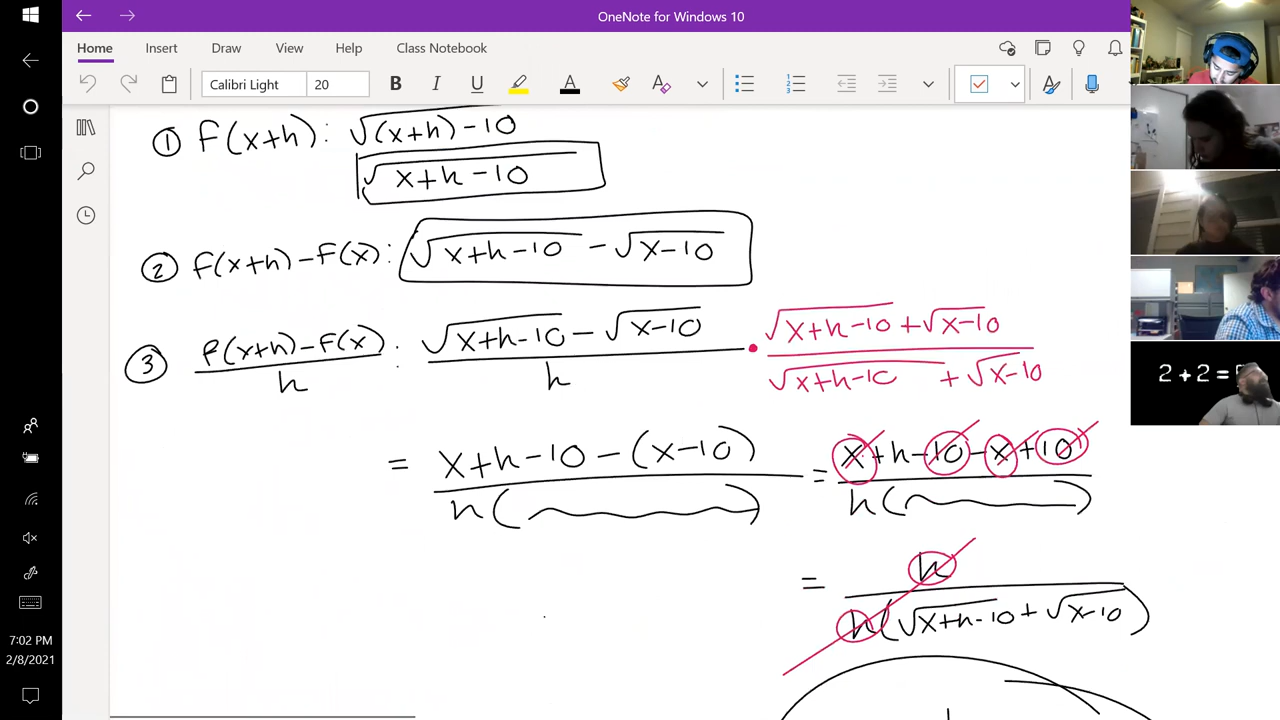 OneNote for Windows 10
Home Insert Draw View Help Class Notebook
Calibri Light 20 B I U A
① f(x+h): √(x+h)-10
√x+h-10
② f(x+h)-f(x): √x+h-10 - √x-10
③ f(x+h)-f(x)/h : √x+h-10 - √x-10/h • √x+h-10 + √x-10/√x+h-10 + √x-10
2+2=
= x+h-10-(x-10)/h( ) = x+h-10-x+10/h( )
= h/h(√x+h-10 + √x-10)
7:02 PM
2/8/2021